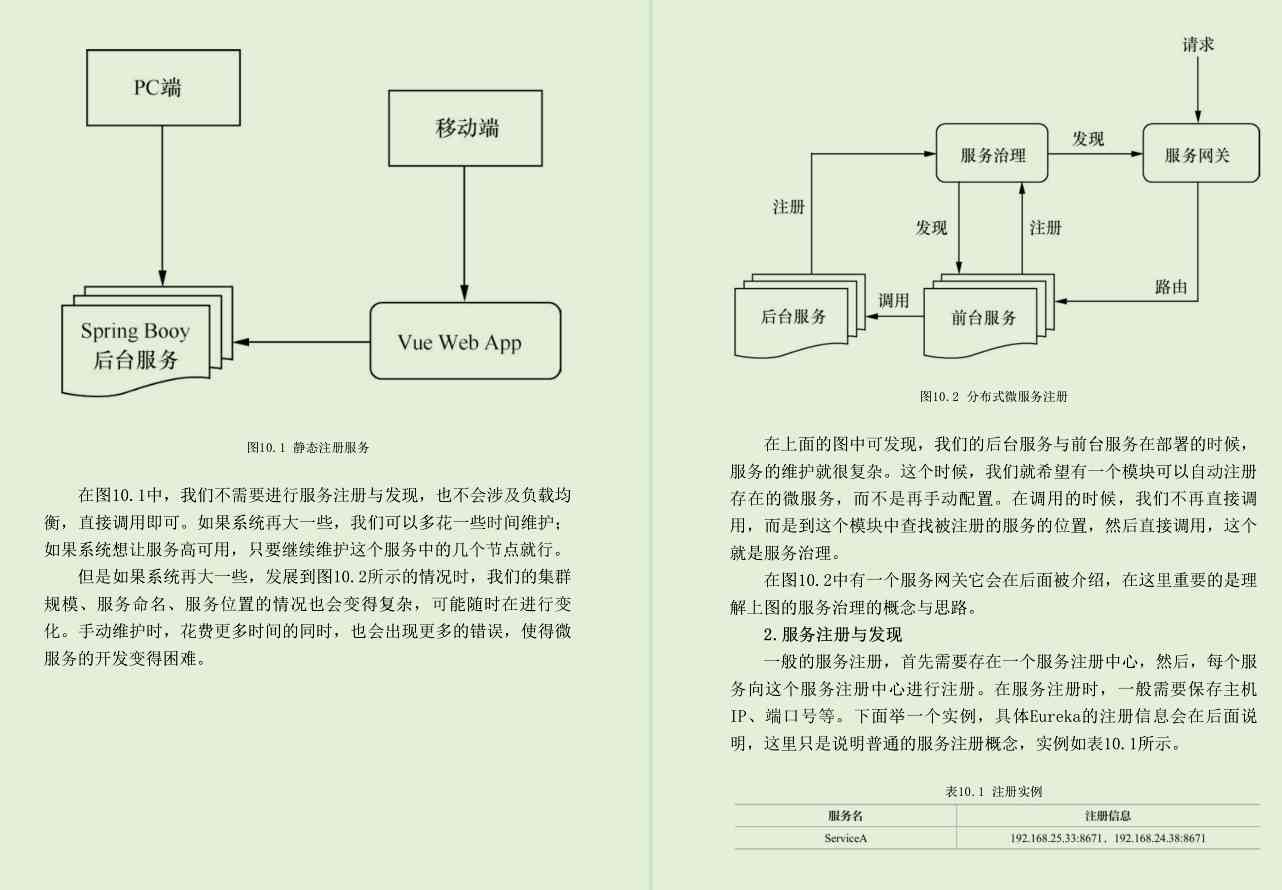 PC端
移动端
Spring Booy
后台服务
Vue Web App
图10.1 静态注册服务
在图10.1中，我们不需要进行服务注册与发现，也不会涉及负载均
衡，直接调用即可。如果系统再大一些，我们可以多花一些时间维护；
如果系统想让服务高可用，只要继续维护这个服务中的几个节点就行。
但是如果系统再大一些，发展到图10.2所示的情况时，我们的集群
规模、服务命名、服务位置的情况也会变得复杂，可能随时在进行变
化。手动维护时，花费更多时间的同时，也会出现更多的错误，使得微
服务的开发变得困难。
请求
服务治理
发现
服务网关
注册
发现
注册
路由
后台服务
调用
前台服务
图10.2 分布式微服务注册
在上面的图中可发现，我们的后台服务与前台服务在部署的时候，
服务的维护就很复杂。这个时候，我们就希望有一个模块可以自动注册
存在的微服务，而不是再手动配置。在调用的时候，我们不再直接调
用，而是到这个模块中查找被注册的服务的位置，然后直接调用，这个
就是服务治理。
在图10.2中有一个服务网关它会在后面被介绍，在这里重要的是理
解上图的服务治理的概念与思路。
2.服务注册与发现
一般的服务注册，首先需要存在一个服务注册中心，然后，每个服
务向这个服务注册中心进行注册。在服务注册时，一般需要保存主机
IP、端口号等。下面举一个实例，具体Eureka的注册信息会在后面说
明，这里只是说明普通的服务注册概念，实例如表10.1所示。
表10.1 注册实例
服务名 注册信息
ServiceA 192.168.25.33:8671，192.168.24.38:8671